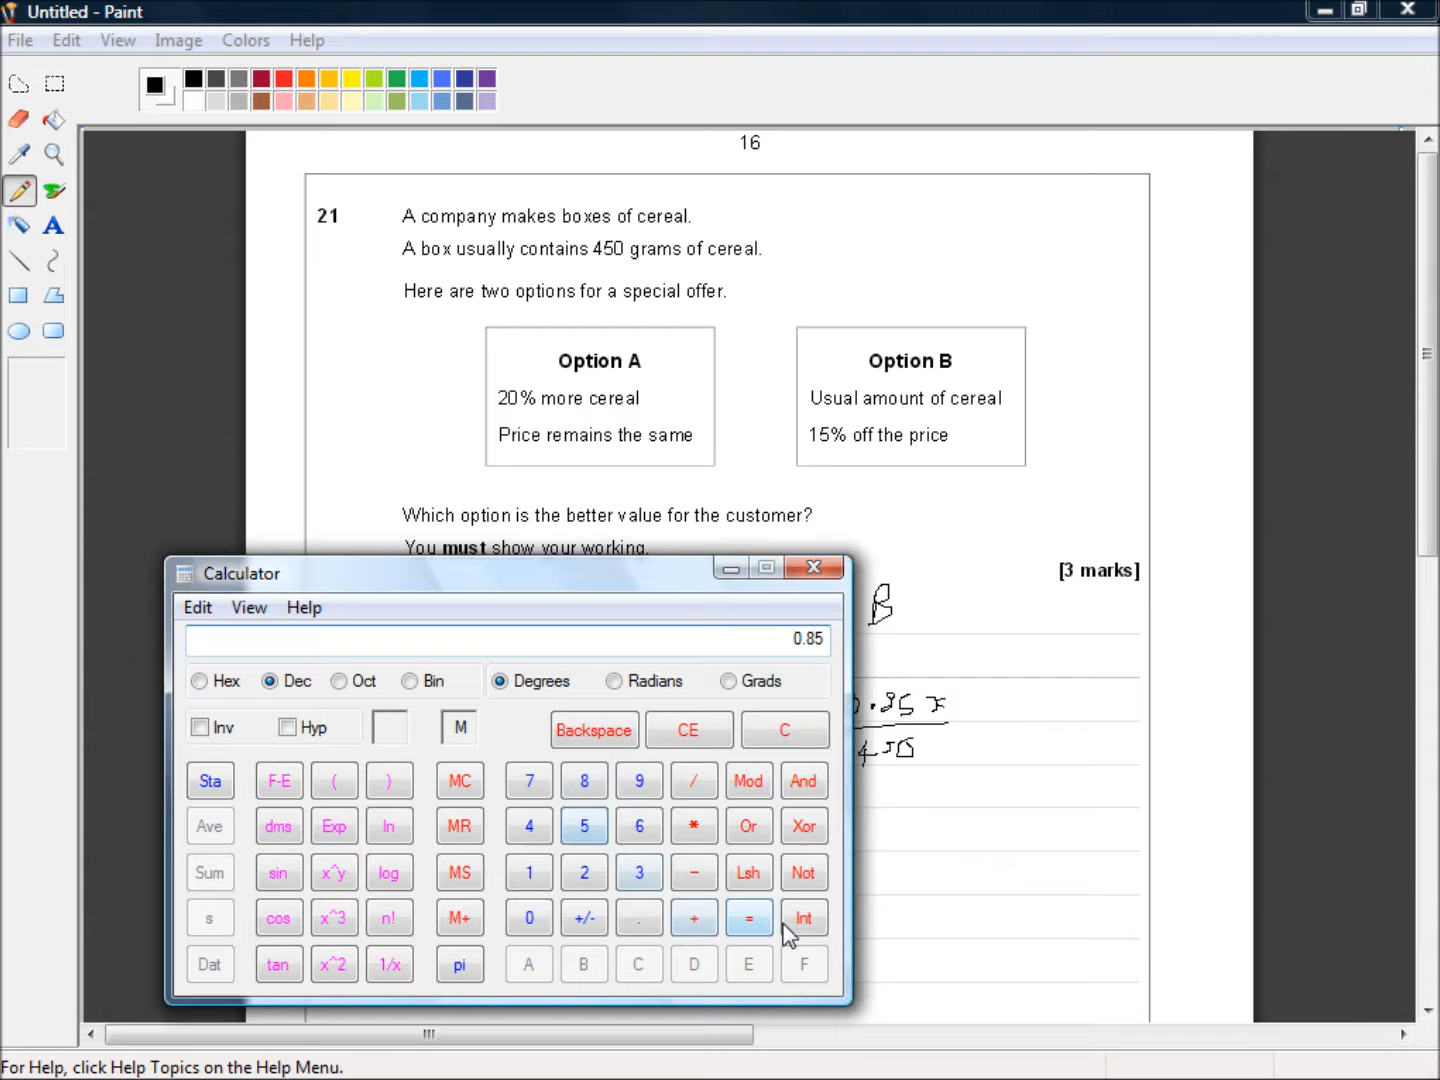 Untitled - Paint
File Edit View Image Colors Help
16
21 A company makes boxes of cereal.
A box usually contains 450 grams of cereal.
Here are two options for a special offer.
Option A
20% more cereal
Price remains the same
Option B
Usual amount of cereal
15% off the price
Which option is the better value for the customer?
You must show your working.
[3 marks]
B
450
Calculator
Edit View Help
0.85
Hex Dec Oct Bin Degrees Radians Grads
Inv Hyp M Backspace CE C
Sta F-E ( ) MC 7 8 9 / Mod And
Ave dms Exp ln MR 4 5 6 * Or Xor
Sum sin x^y log MS 1 2 3 - Lsh Not
s cos x^3 n! M+ 0 +/- . + = Int
Dat tan x^2 1/x pi A B C D E F
For Help, click Help Topics on the Help Menu.